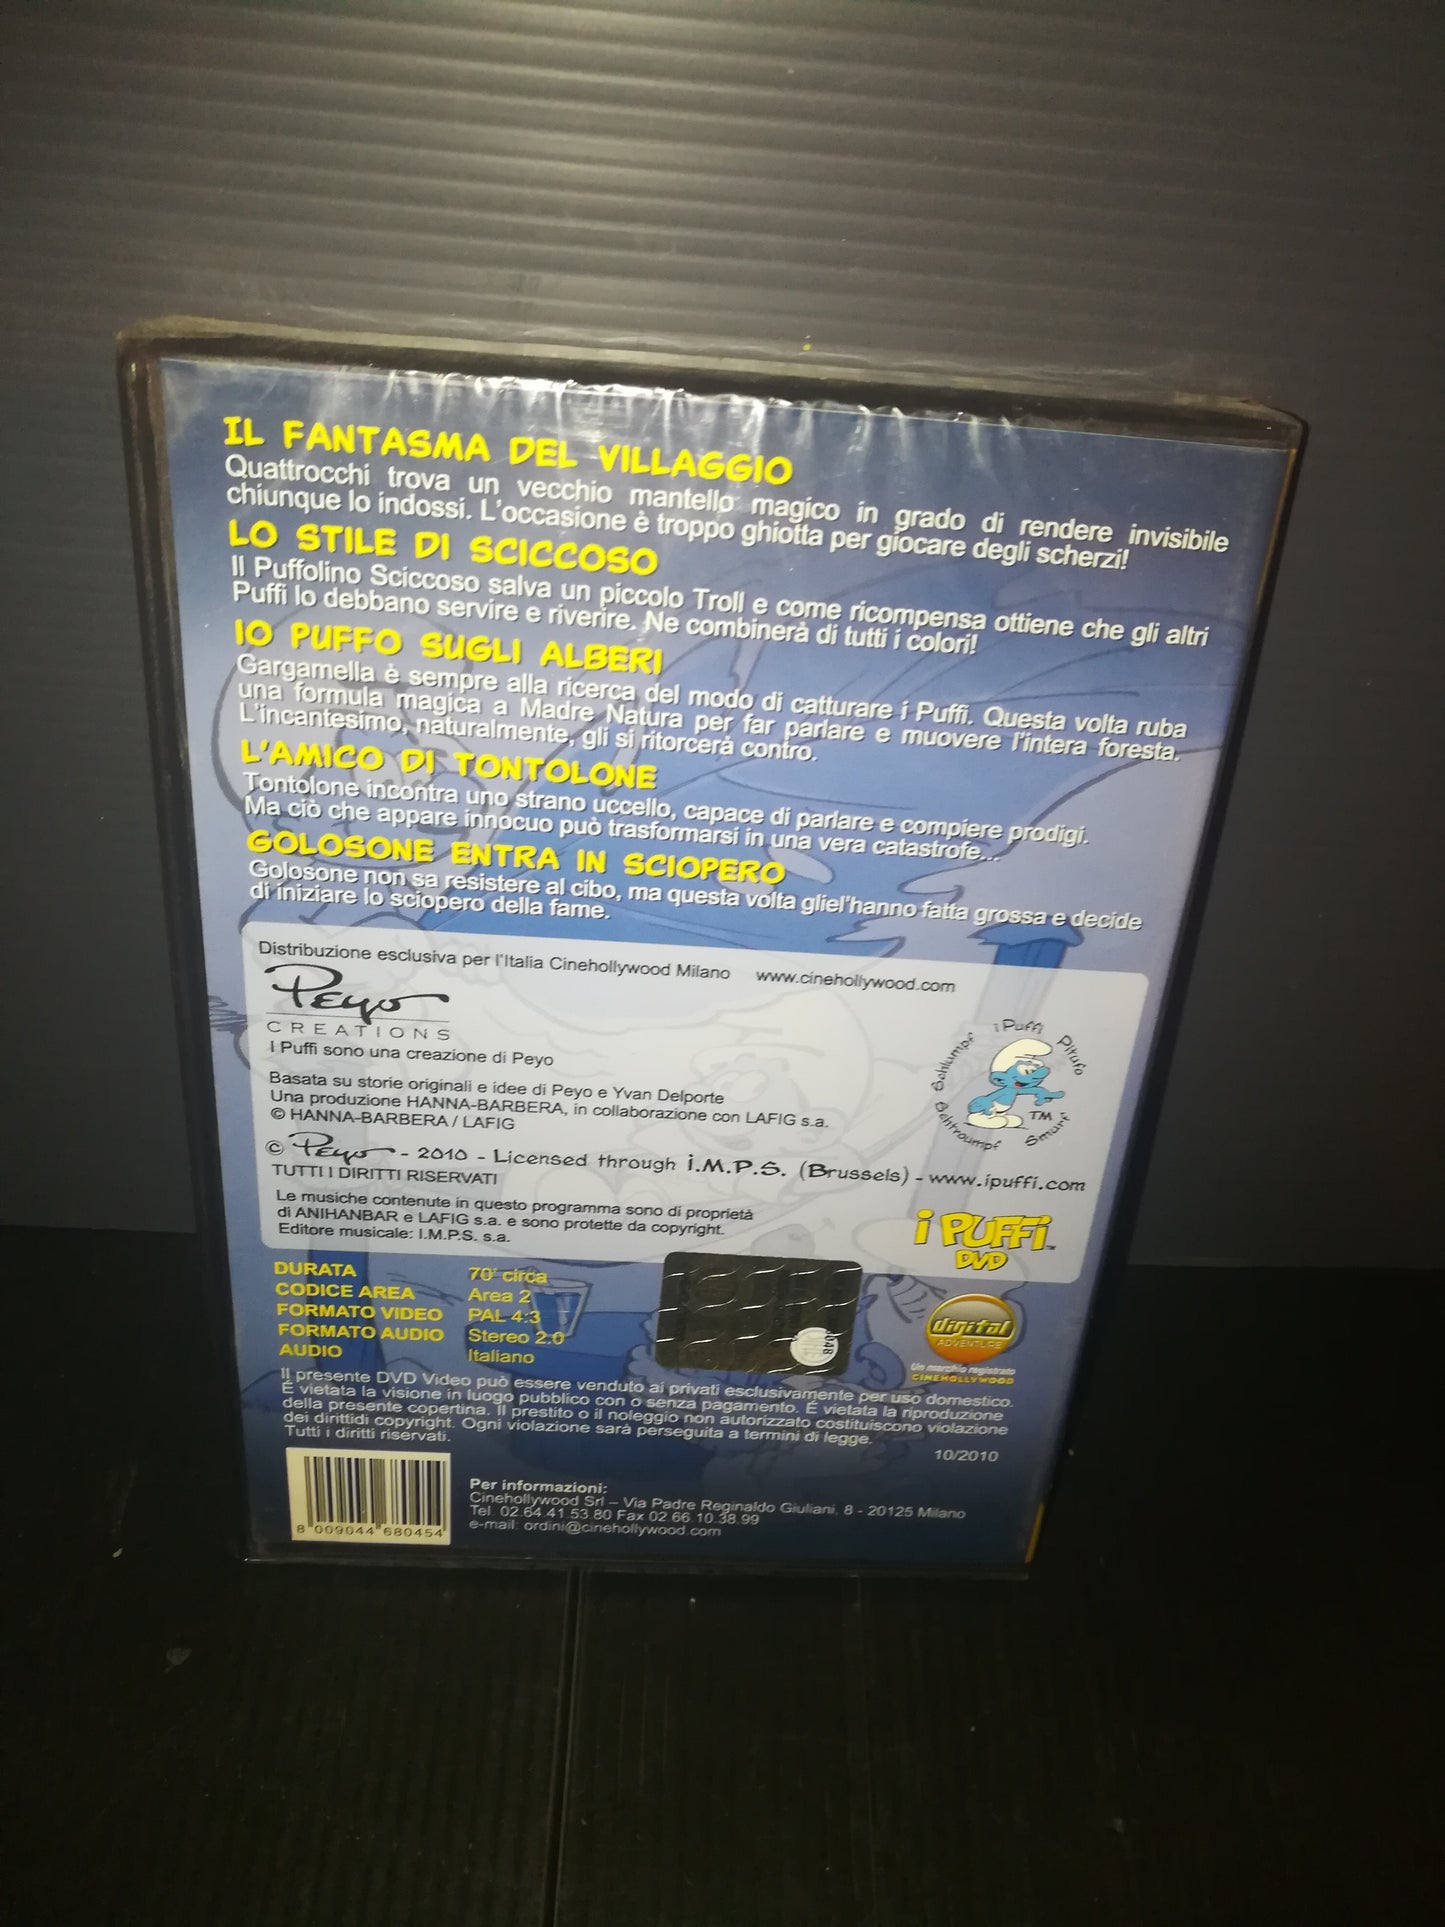 IL FANTASMA DEL VILLAGGIO
Quattrocchi trova un vecchio mantello magico in grado di rendere invisibile
chiunque lo indossi. L'occasione è troppo ghiotta per giocare degli scherzi!
LO STILE DI SCICCOSO
Il Puffolino Sciccoso salva un piccolo Troll e come ricompensa ottiene che gli altri
Puffi lo debbano servire e riverire. Ne combinerà di tutti i colori!
IO PUFFO SUGLI ALBERI
Gargamella è sempre alla ricerca del modo di catturare i Puffi. Questa volta ruba
una formula magica a Madre Natura per far parlare e muovere l'intera foresta.
L'incantesimo, naturalmente, gli si ritorcerà contro.
L'AMICO DI TONTOLONE
Tontolone incontra uno strano uccello, capace di parlare e compiere prodigi.
Ma ciò che appare innocuo può trasformarsi in una vera catastrofe...
GOLOSONE ENTRA IN SCIOPERO
Golosone non sa resistere al cibo, ma questa volta gliel'hanno fatta grossa e decide
di iniziare lo sciopero della fame.
Distribuzione esclusiva per l'Italia Cinehollywood Milano www.cinehollywood.com
Peyo
CREATIONS
I Puffi sono una creazione di Peyo
Basata su storie originali e idee di Peyo e Yvan Delporte
Una produzione HANNA-BARBERA, in collaborazione con LAFIG s.a.
© HANNA-BARBERA / LAFIG
i Puffi Pitufo Smurf Schtroumpf Schlumpf
TM
© Peyo - 2010 - Licensed through I.M.P.S. (Brussels) - www.ipuffi.com
TUTTI I DIRITTI RISERVATI
Le musiche contenute in questo programma sono di proprietà
di ANIHANBAR e LAFIG s.a. e sono protette da copyright.
Editore musicale: I.M.P.S. s.a.
i PUFFI™
DVD
DURATA 70' circa
CODICE AREA Area 2
FORMATO VIDEO PAL 4:3
FORMATO AUDIO Stereo 2.0
AUDIO Italiano
digital
ADVENTURE
Un marchio registrato
CINEHOLLYWOOD
Il presente DVD Video può essere venduto ai privati esclusivamente per uso domestico.
È vietata la visione in luogo pubblico con o senza pagamento. È vietata la riproduzione
della presente copertina. Il prestito o il noleggio non autorizzato costituiscono violazione
dei dirittidi copyright. Ogni violazione sarà perseguita a termini di legge.
Tutti i diritti riservati.
10/2010
8 009044 680454
Per informazioni:
Cinehollywood Srl – Via Padre Reginaldo Giuliani, 8 - 20125 Milano
Tel. 02.64.41.53.80 Fax 02.66.10.38.99
e-mail: ordini@cinehollywood.com